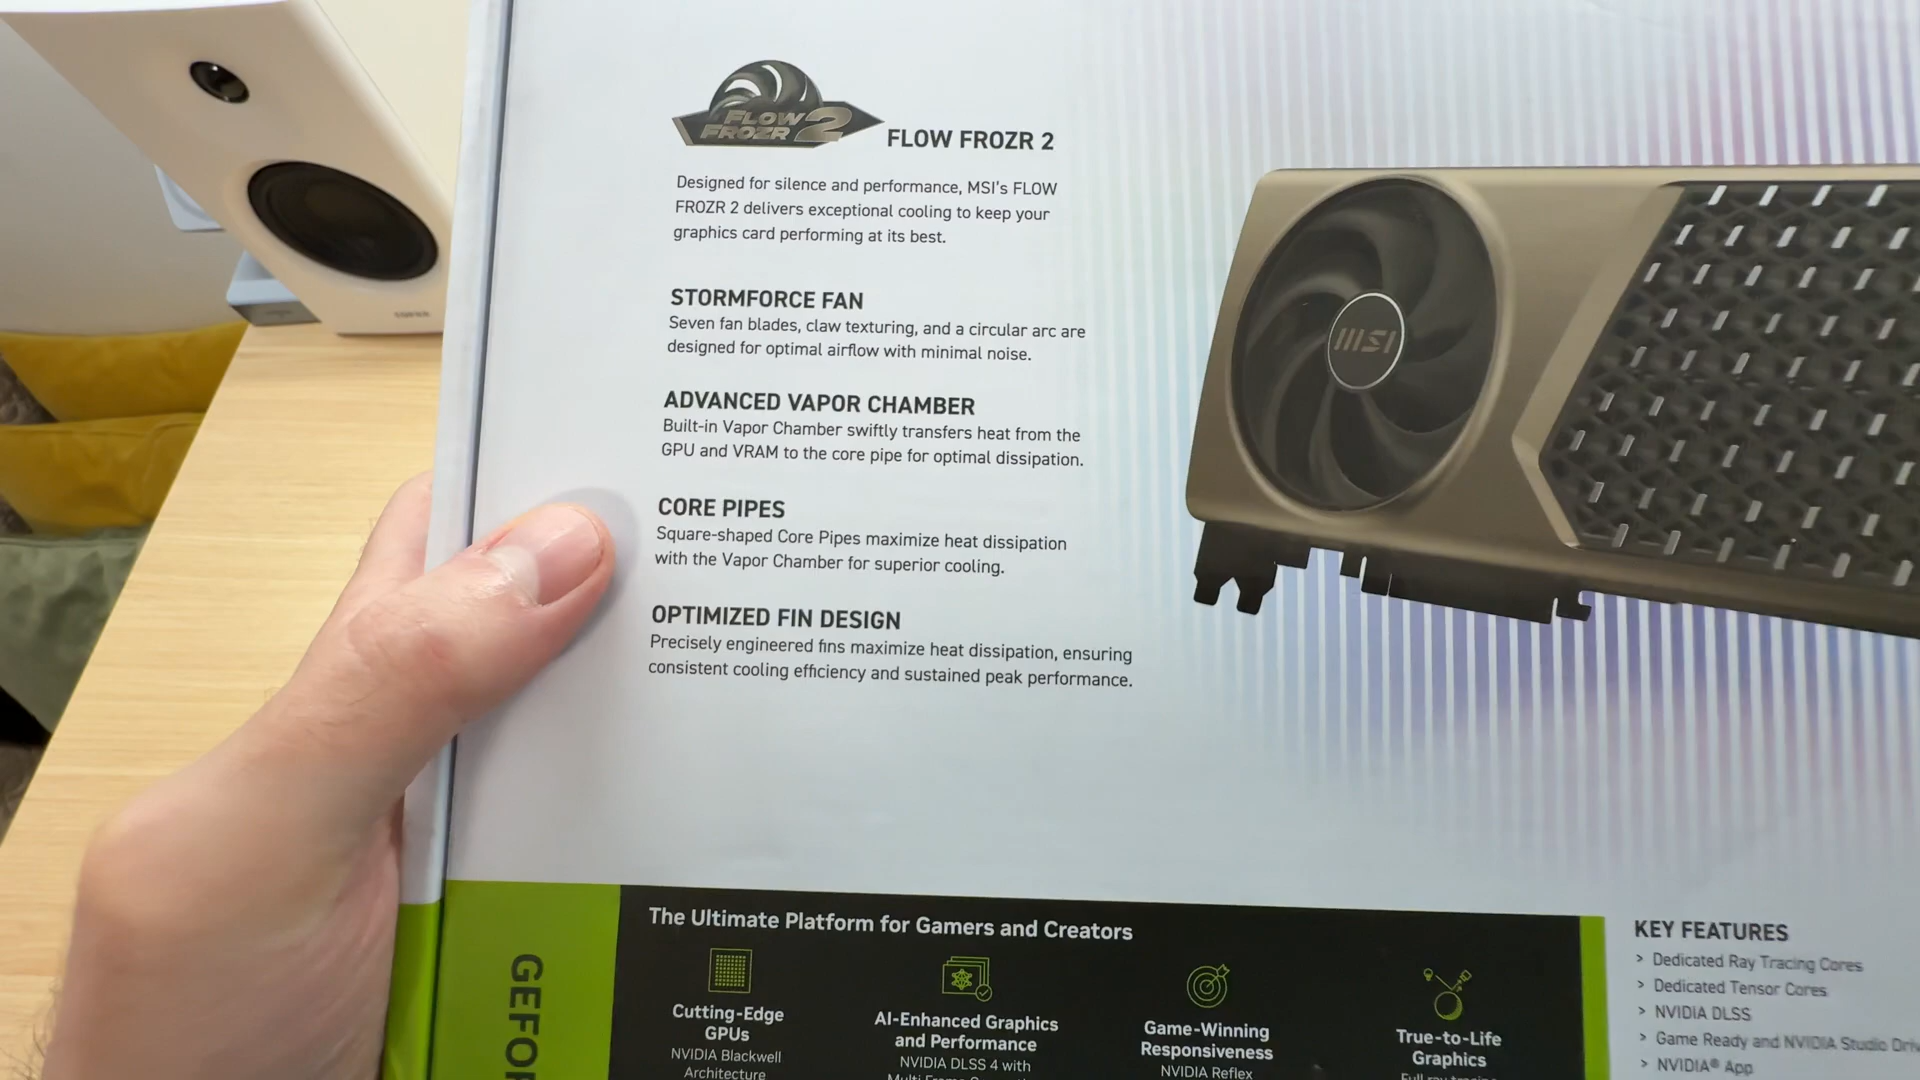 FLOW
FROZR 2
FLOW FROZR 2
Designed for silence and performance, MSI's FLOW
FROZR 2 delivers exceptional cooling to keep your
graphics card performing at its best.
STORMFORCE FAN
Seven fan blades, claw texturing, and a circular arc are
designed for optimal airflow with minimal noise.
ADVANCED VAPOR CHAMBER
Built-in Vapor Chamber swiftly transfers heat from the
GPU and VRAM to the core pipe for optimal dissipation.
CORE PIPES
Square-shaped Core Pipes maximize heat dissipation
with the Vapor Chamber for superior cooling.
OPTIMIZED FIN DESIGN
Precisely engineered fins maximize heat dissipation, ensuring
consistent cooling efficiency and sustained peak performance.
MSI
GEFOR
The Ultimate Platform for Gamers and Creators
Cutting-Edge
GPUs
NVIDIA Blackwell
Architecture
AI-Enhanced Graphics
and Performance
NVIDIA DLSS 4 with
Game-Winning
Responsiveness
NVIDIA Reflex
True-to-Life
Graphics
KEY FEATURES
> Dedicated Ray Tracing Cores
> Dedicated Tensor Cores
> NVIDIA DLSS
> Game Ready and NVIDIA Studio Driv
> NVIDIA® App